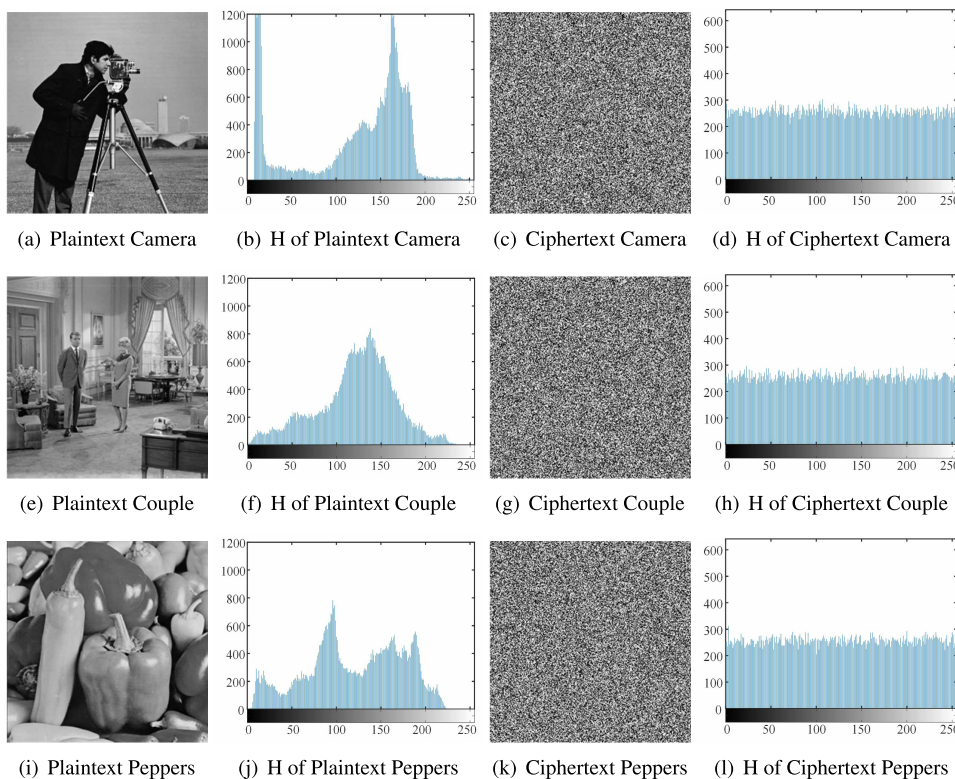 1200
1000
800
600
400
200
0
0 50 100 150 200 250
600
500
400
300
200
100
0
0 50 100 150 200 250
(a) Plaintext Camera
(b) H of Plaintext Camera
(c) Ciphertext Camera
(d) H of Ciphertext Camera
1200
1000
800
600
400
200
0
0 50 100 150 200 250
600
500
400
300
200
100
0
0 50 100 150 200 250
(e) Plaintext Couple
(f) H of Plaintext Couple
(g) Ciphertext Couple
(h) H of Ciphertext Couple
1200
1000
800
600
400
200
0
0 50 100 150 200 250
600
500
400
300
200
100
0
0 50 100 150 200 250
(i) Plaintext Peppers
(j) H of Plaintext Peppers
(k) Ciphertext Peppers
(l) H of Ciphertext Peppers